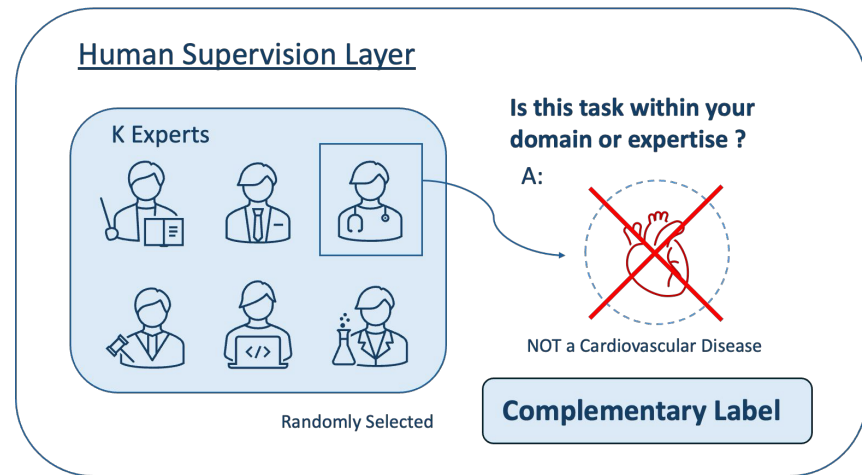 Human Supervision Layer
K Experts
</>
Randomly Selected
Is this task within your
domain or expertise ?
A:
NOT a Cardiovascular Disease
Complementary Label